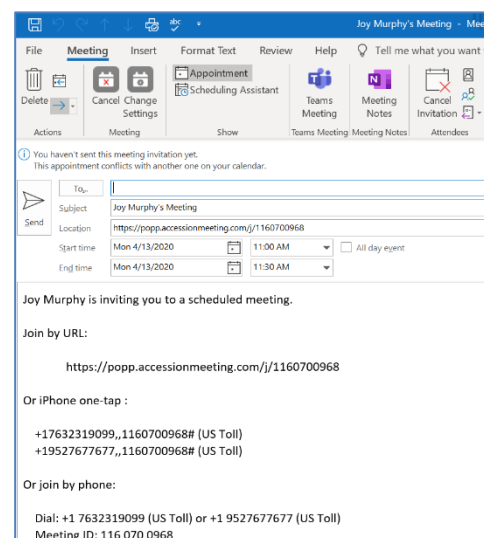 abc
Joy Murphy's Meeting - Mee
File Meeting Insert Format Text Review Help Tell me what you want
Delete
Cancel Change Settings
Appointment
Scheduling Assistant
Teams Meeting
Meeting Notes
Cancel Invitation
Actions Meeting Show Teams Meeting Meeting Notes Attendees
You haven't sent this meeting invitation yet.
This appointment conflicts with another one on your calendar.
Send
To...
Subject Joy Murphy's Meeting
Location https://popp.accessionmeeting.com/j/1160700968
Start time Mon 4/13/2020 11:00 AM All day event
End time Mon 4/13/2020 11:30 AM
Joy Murphy is inviting you to a scheduled meeting.
Join by URL:
https://popp.accessionmeeting.com/j/1160700968
Or iPhone one-tap :
+17632319099,,1160700968# (US Toll)
+19527677677,,1160700968# (US Toll)
Or join by phone:
Dial: +1 7632319099 (US Toll) or +1 9527677677 (US Toll)
Meeting ID: 116 070 0968